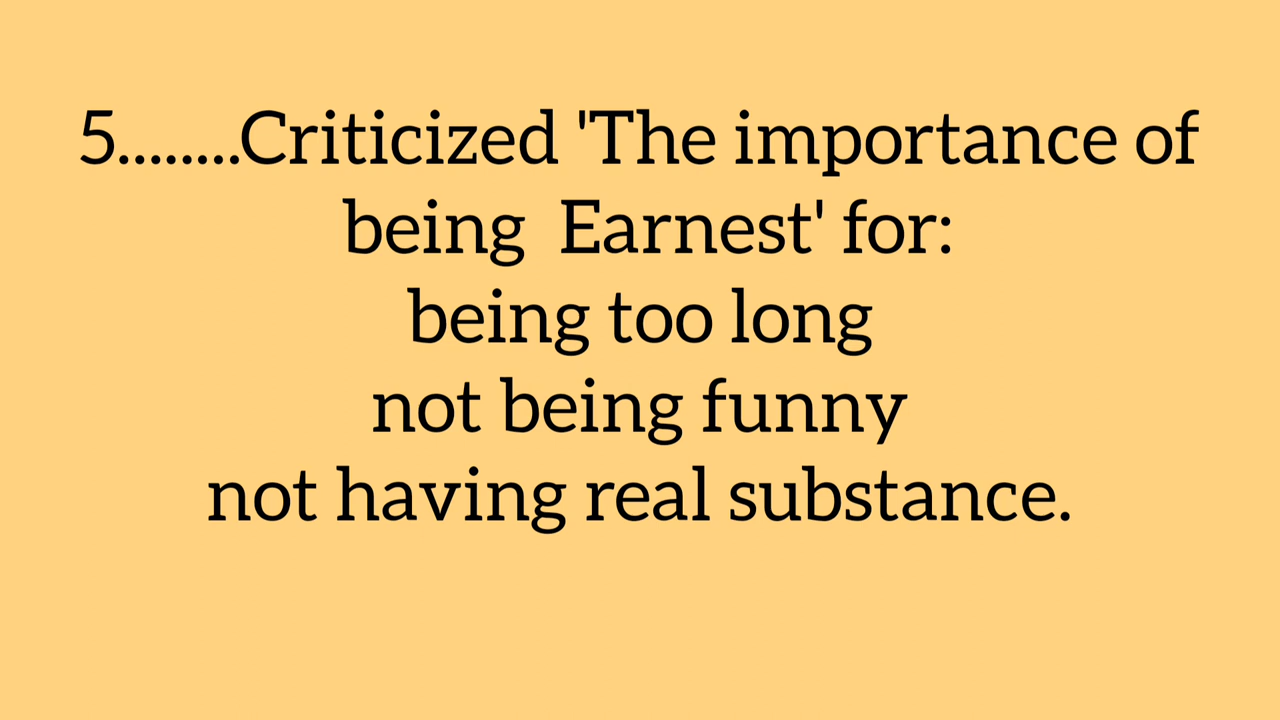 5........Criticized 'The importance of
being  Earnest' for:
being too long
not being funny
not having real substance.